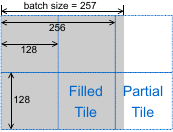 batch size = 257
256
128
128
Filled Partial
Tile Tile